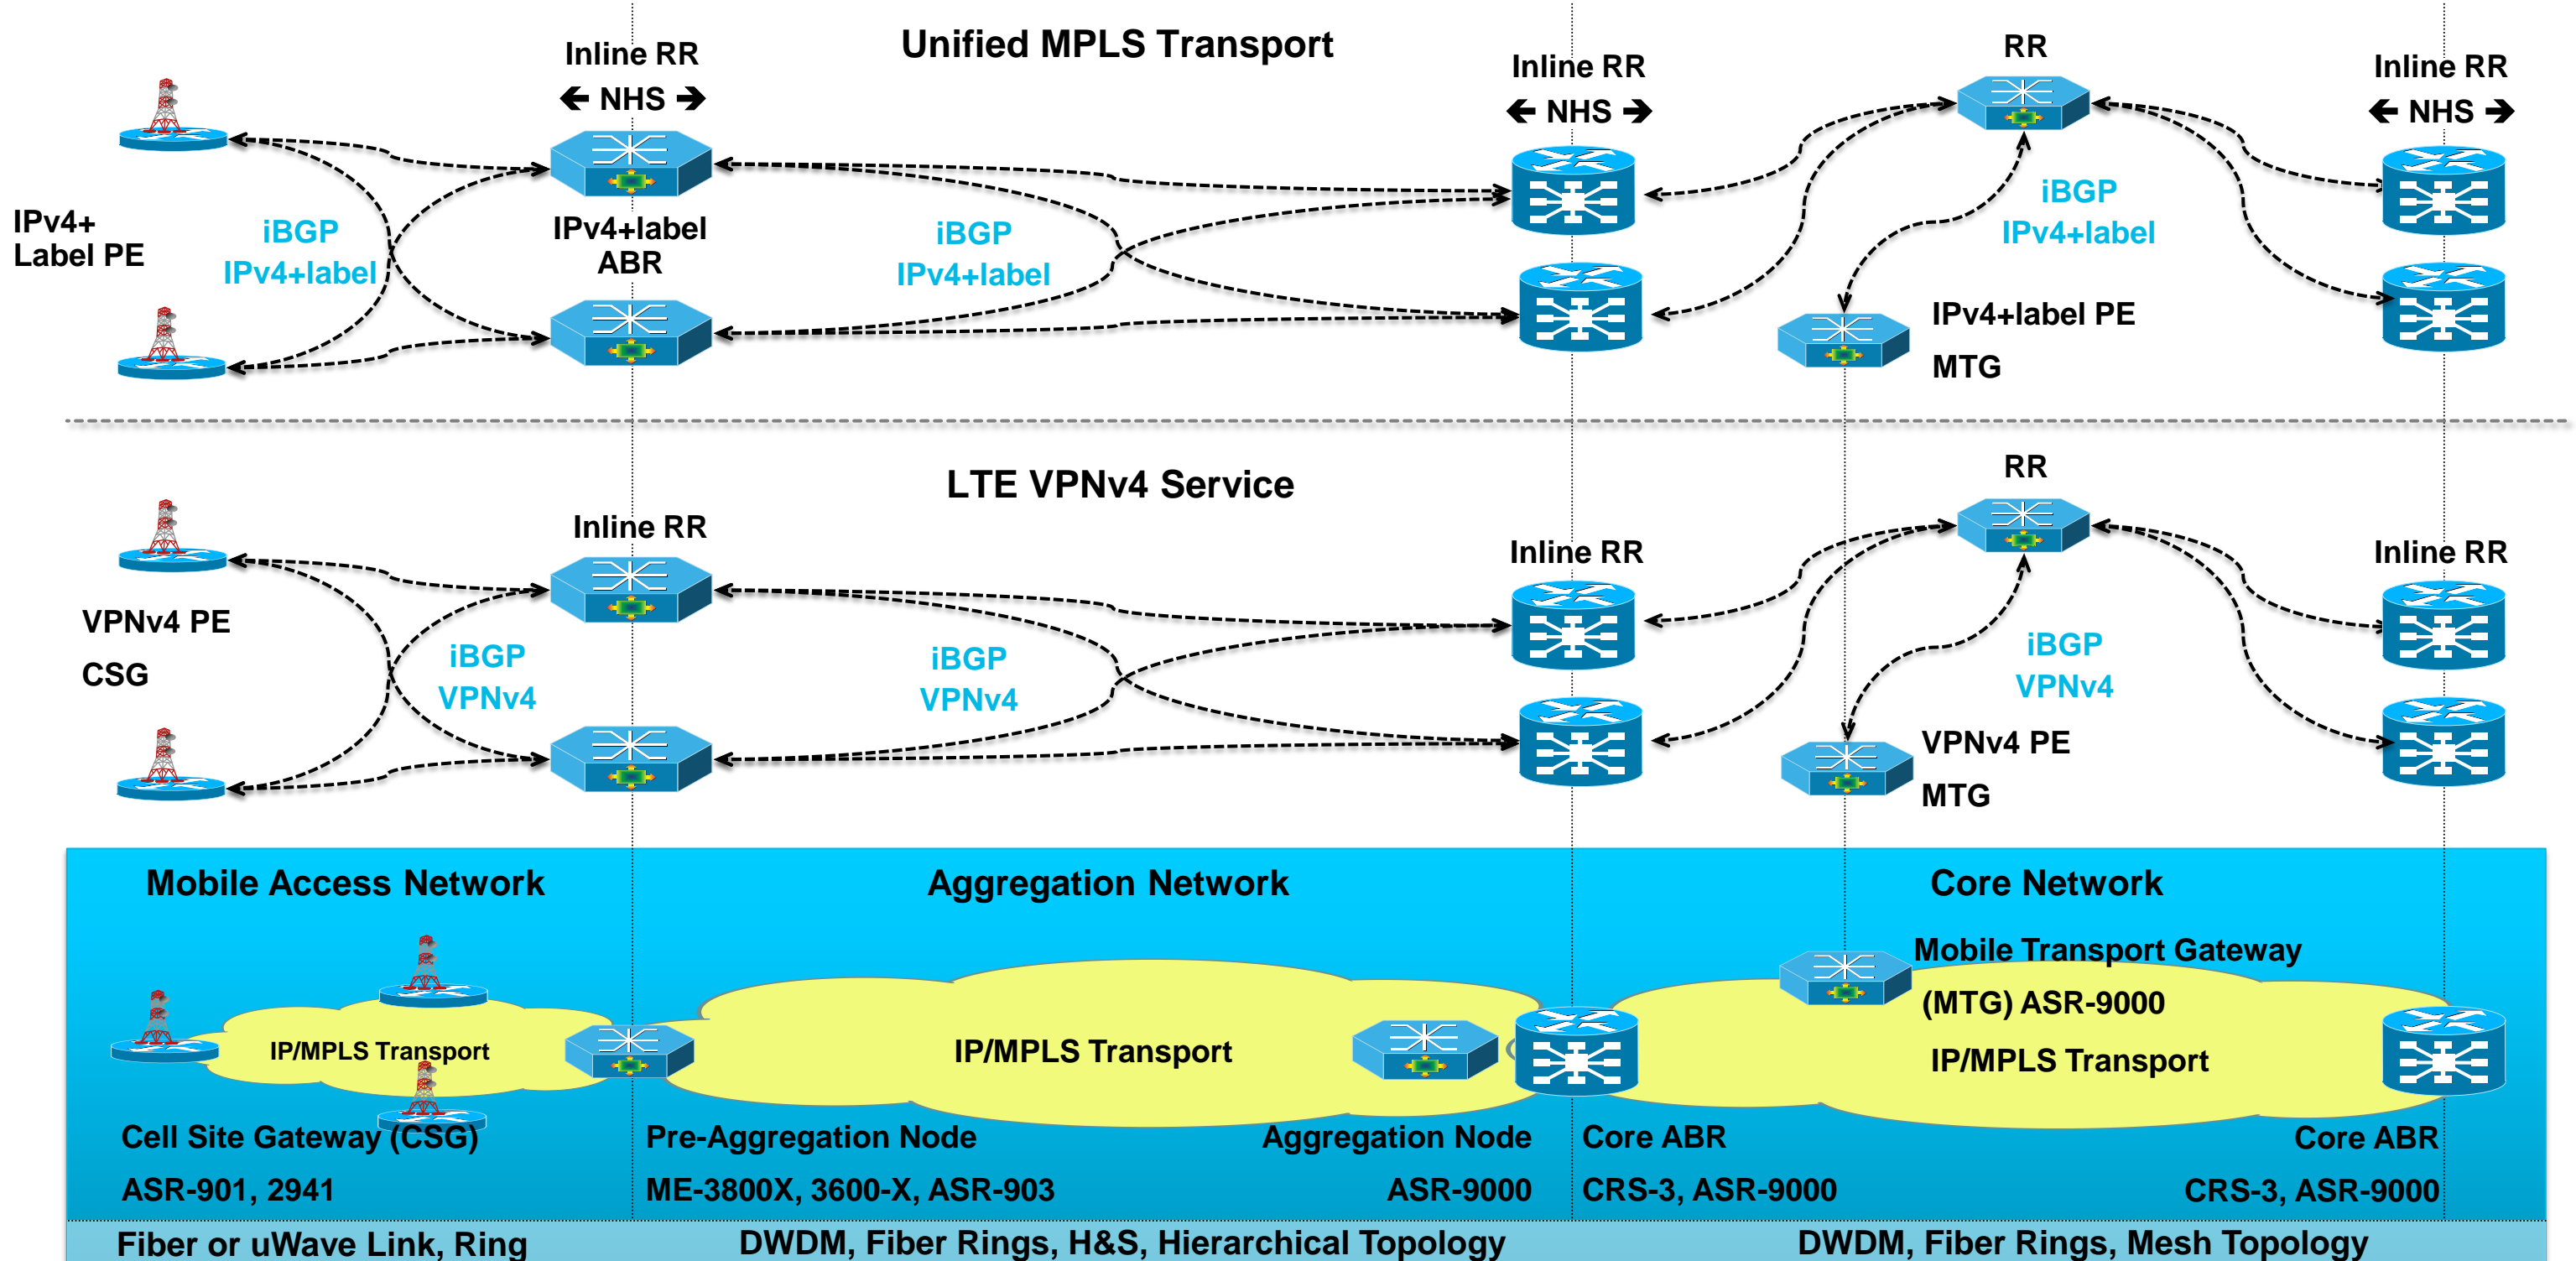 Unified MPLS Transport
Inline RR
← NHS →
Inline RR
← NHS →
RR
Inline RR
← NHS →
IPv4+
Label PE
iBGP
IPv4+label
IPv4+label
ABR
iBGP
IPv4+label
iBGP
IPv4+label
IPv4+label PE
MTG
LTE VPNv4 Service
Inline RR
Inline RR
RR
Inline RR
VPNv4 PE
CSG
iBGP
VPNv4
iBGP
VPNv4
iBGP
VPNv4
VPNv4 PE
MTG
Mobile Access Network
Aggregation Network
Core Network
Mobile Transport Gateway
(MTG) ASR-9000
IP/MPLS Transport
IP/MPLS Transport
IP/MPLS Transport
Cell Site Gateway (CSG)
ASR-901, 2941
Pre-Aggregation Node
ME-3800X, 3600-X, ASR-903
Aggregation Node
ASR-9000
Core ABR
CRS-3, ASR-9000
Core ABR
CRS-3, ASR-9000
Fiber or uWave Link, Ring
DWDM, Fiber Rings, H&S, Hierarchical Topology
DWDM, Fiber Rings, Mesh Topology